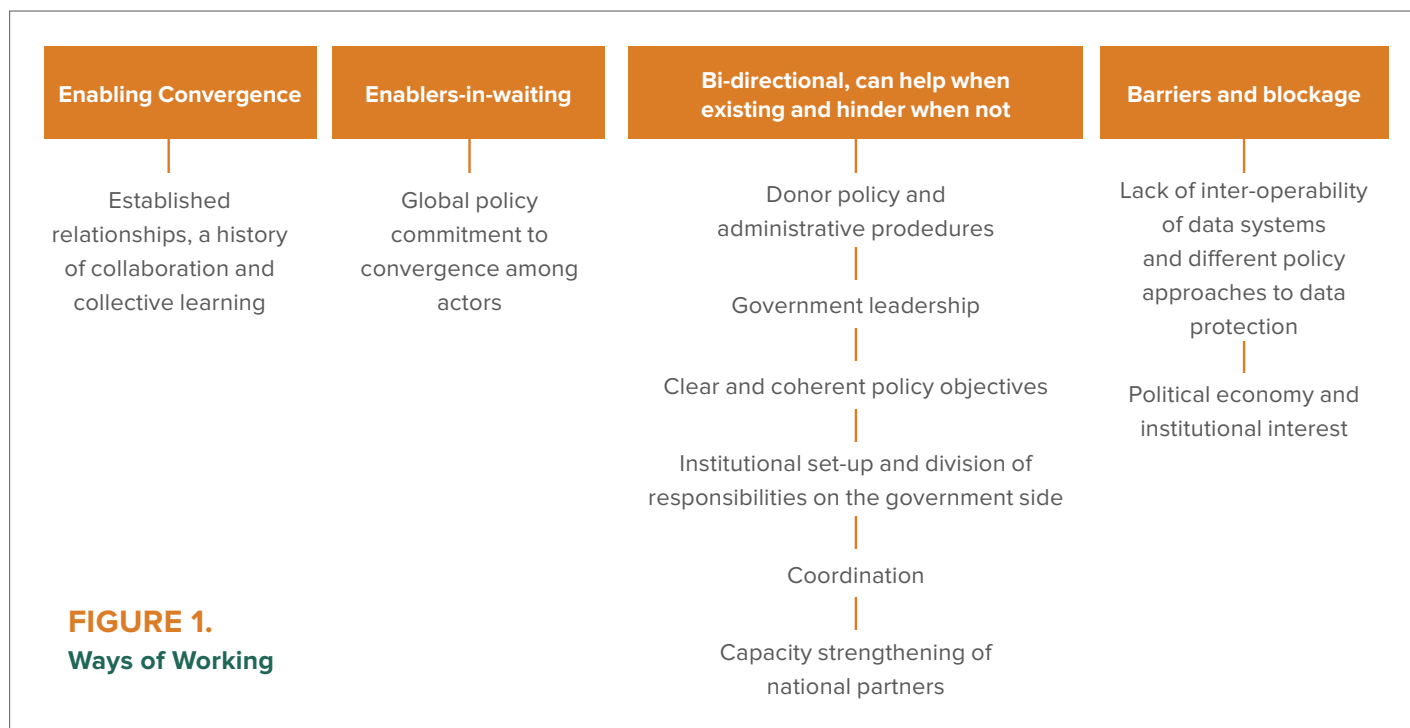 Enabling Convergence
Established
relationships, a history
of collaboration and
collective learning
Enablers-in-waiting
Global policy
commitment to
convergence among
actors
Bi-directional, can help when
existing and hinder when not
Donor policy and
administrative prodedures
Government leadership
Clear and coherent policy objectives
Institutional set-up and division of
responsibilities on the government side
Coordination
Capacity strengthening of
national partners
Barriers and blockage
Lack of inter-operability
of data systems
and different policy
approaches to data
protection
Political economy and
institutional interest
FIGURE 1.
Ways of Working